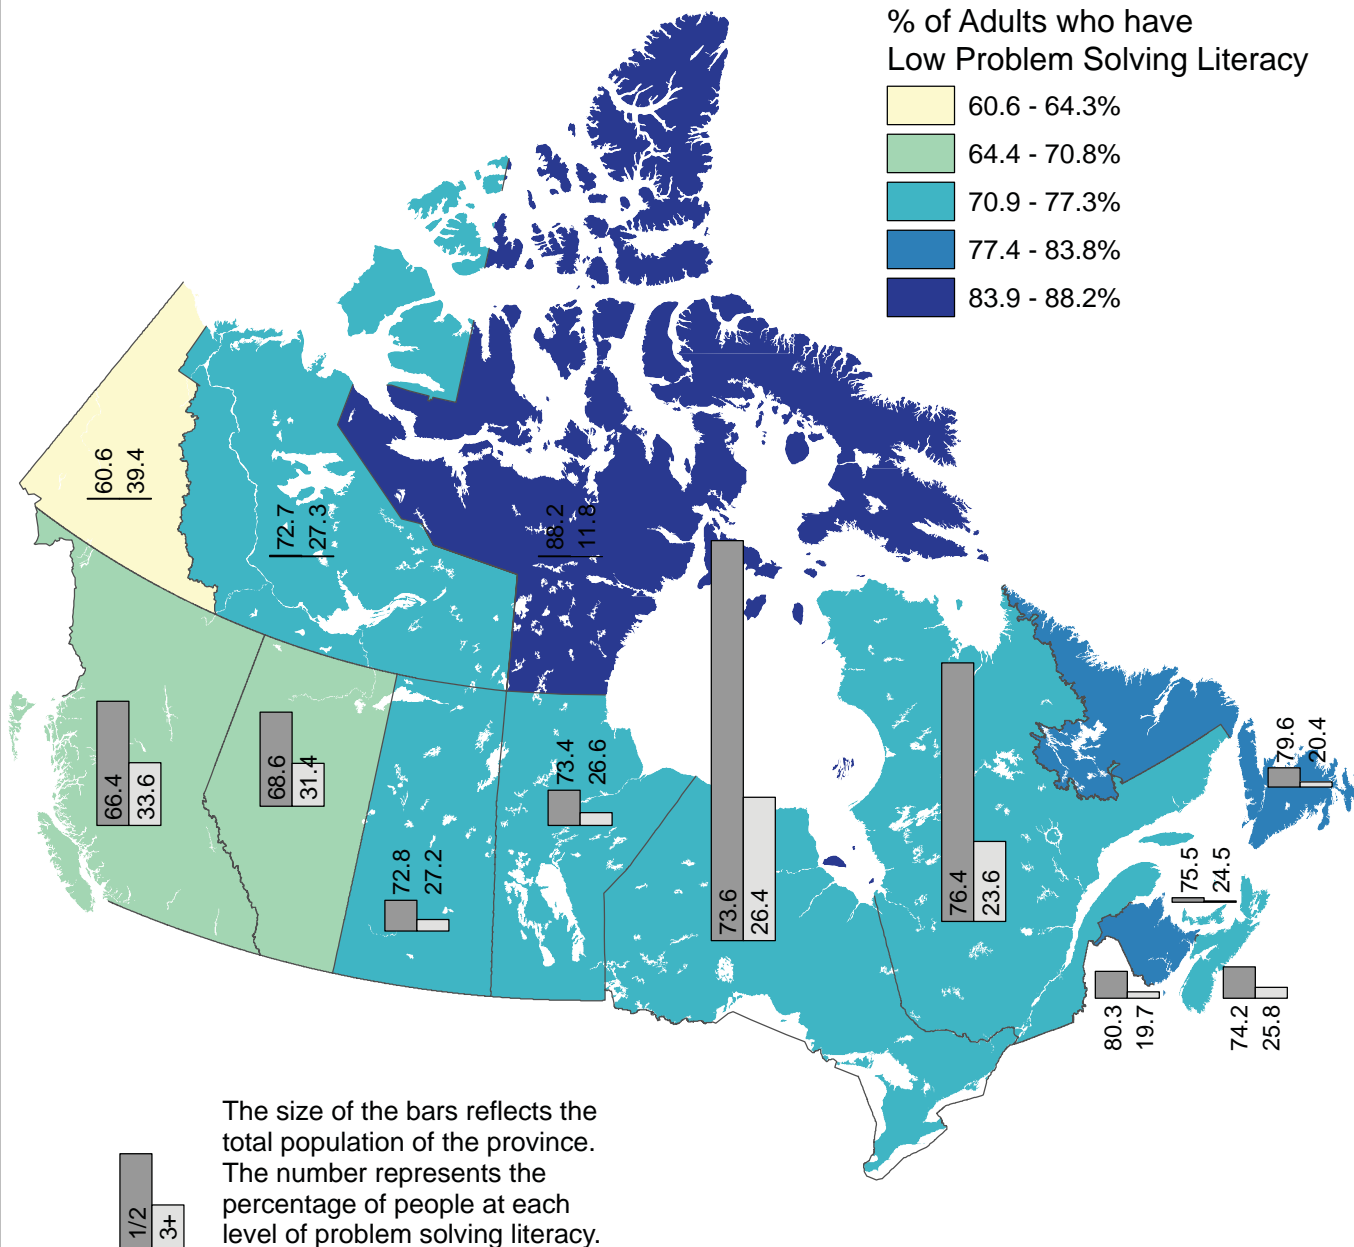 % of Adults who have
Low Problem Solving Literacy
60.6 - 64.3%
64.4 - 70.8%
70.9 - 77.3%
77.4 - 83.8%
83.9 - 88.2%
60.6
39.4
72.7
27.3
88.2
11.8
66.4
33.6
68.6
31.4
72.8
27.2
73.4
26.6
73.6
26.4
76.4
23.6
79.6
20.4
75.5
24.5
80.3
19.7
74.2
25.8
1/2
3+
The size of the bars reflects the
total population of the province.
The number represents the
percentage of people at each
level of problem solving literacy.